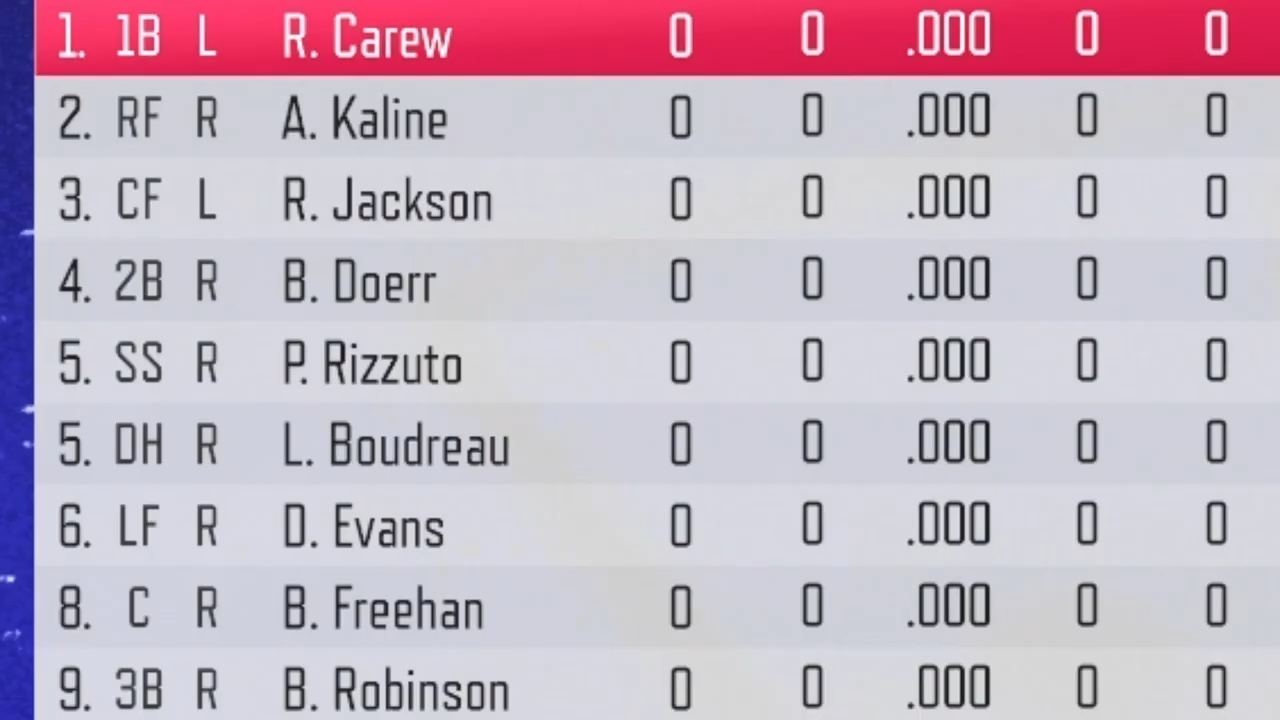 1. 1B L R. Carew 0 0 .000 0 0
2. RF R A. Kaline 0 0 .000 0 0
3. CF L R. Jackson 0 0 .000 0 0
4. 2B R B. Doerr 0 0 .000 0 0
5. SS R P. Rizzuto 0 0 .000 0 0
5. DH R L. Boudreau 0 0 .000 0 0
6. LF R D. Evans 0 0 .000 0 0
8. C R B. Freehan 0 0 .000 0 0
9. 3B R B. Robinson 0 0 .000 0 0